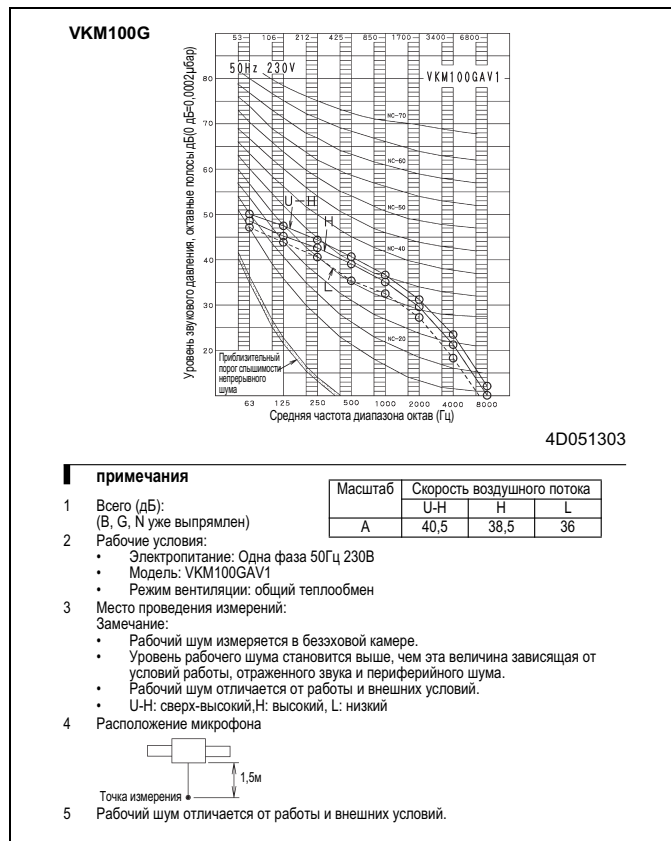 VKM100G
53 106 212 425 850 1700 3400 6800
50Hz 230V
VKM100GAV1
Уровень звукового давления, октавные полосы дБ(0 дБ=0,0002µбар)
80
70
60
50
40
30
20
NC-70
NC-60
NC-50
NC-40
NC-20
U-H
H
L
Приблизительный
порог слышимости
непрерывного
шума
63 125 250 500 1000 2000 4000 8000
Средняя частота диапазона октав (Гц)
4D051303
примечания
1 Всего (дБ):
(B, G, N уже выпрямлен)
Масштаб Скорость воздушного потока
U-H H L
A 40,5 38,5 36
2 Рабочие условия:
• Электропитание: Одна фаза 50Гц 230В
• Модель: VKM100GAV1
• Режим вентиляции: общий теплообмен
3 Место проведения измерений:
Замечание:
• Рабочий шум измеряется в безэховой камере.
• Уровень рабочего шума становится выше, чем эта величина зависящая от
условий работы, отраженного звука и периферийного шума.
• Рабочий шум отличается от работы и внешних условий.
• U-H: сверх-высокий,H: высокий, L: низкий
4 Расположение микрофона
1,5м
Точка измерения
5 Рабочий шум отличается от работы и внешних условий.